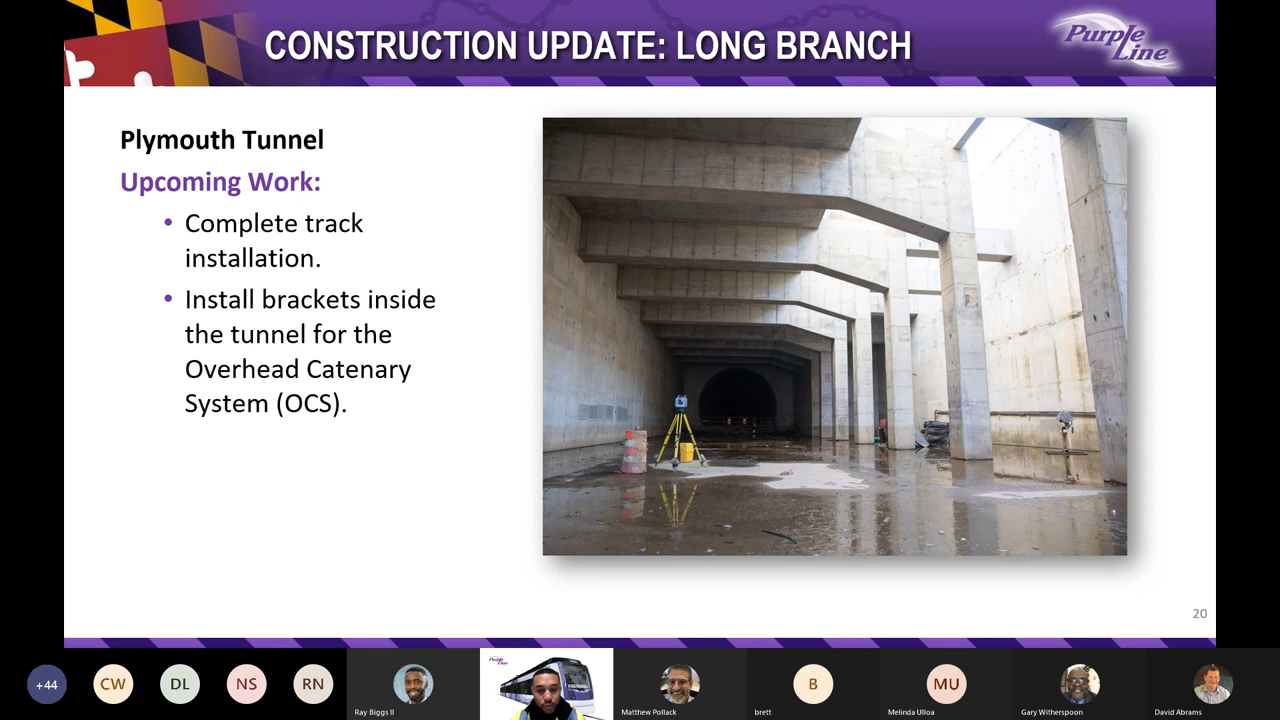 CONSTRUCTION UPDATE: LONG BRANCH
Purple
Line
Plymouth Tunnel
Upcoming Work:
• Complete track
installation.
• Install brackets inside
the tunnel for the
Overhead Catenary
System (OCS).
20
+44
CW
DL
NS
RN
Ray Biggs II
Purple
Line
Matthew Pollack
B
brett
MU
Melinda Ulloa
Gary Witherspoon
David Abrams